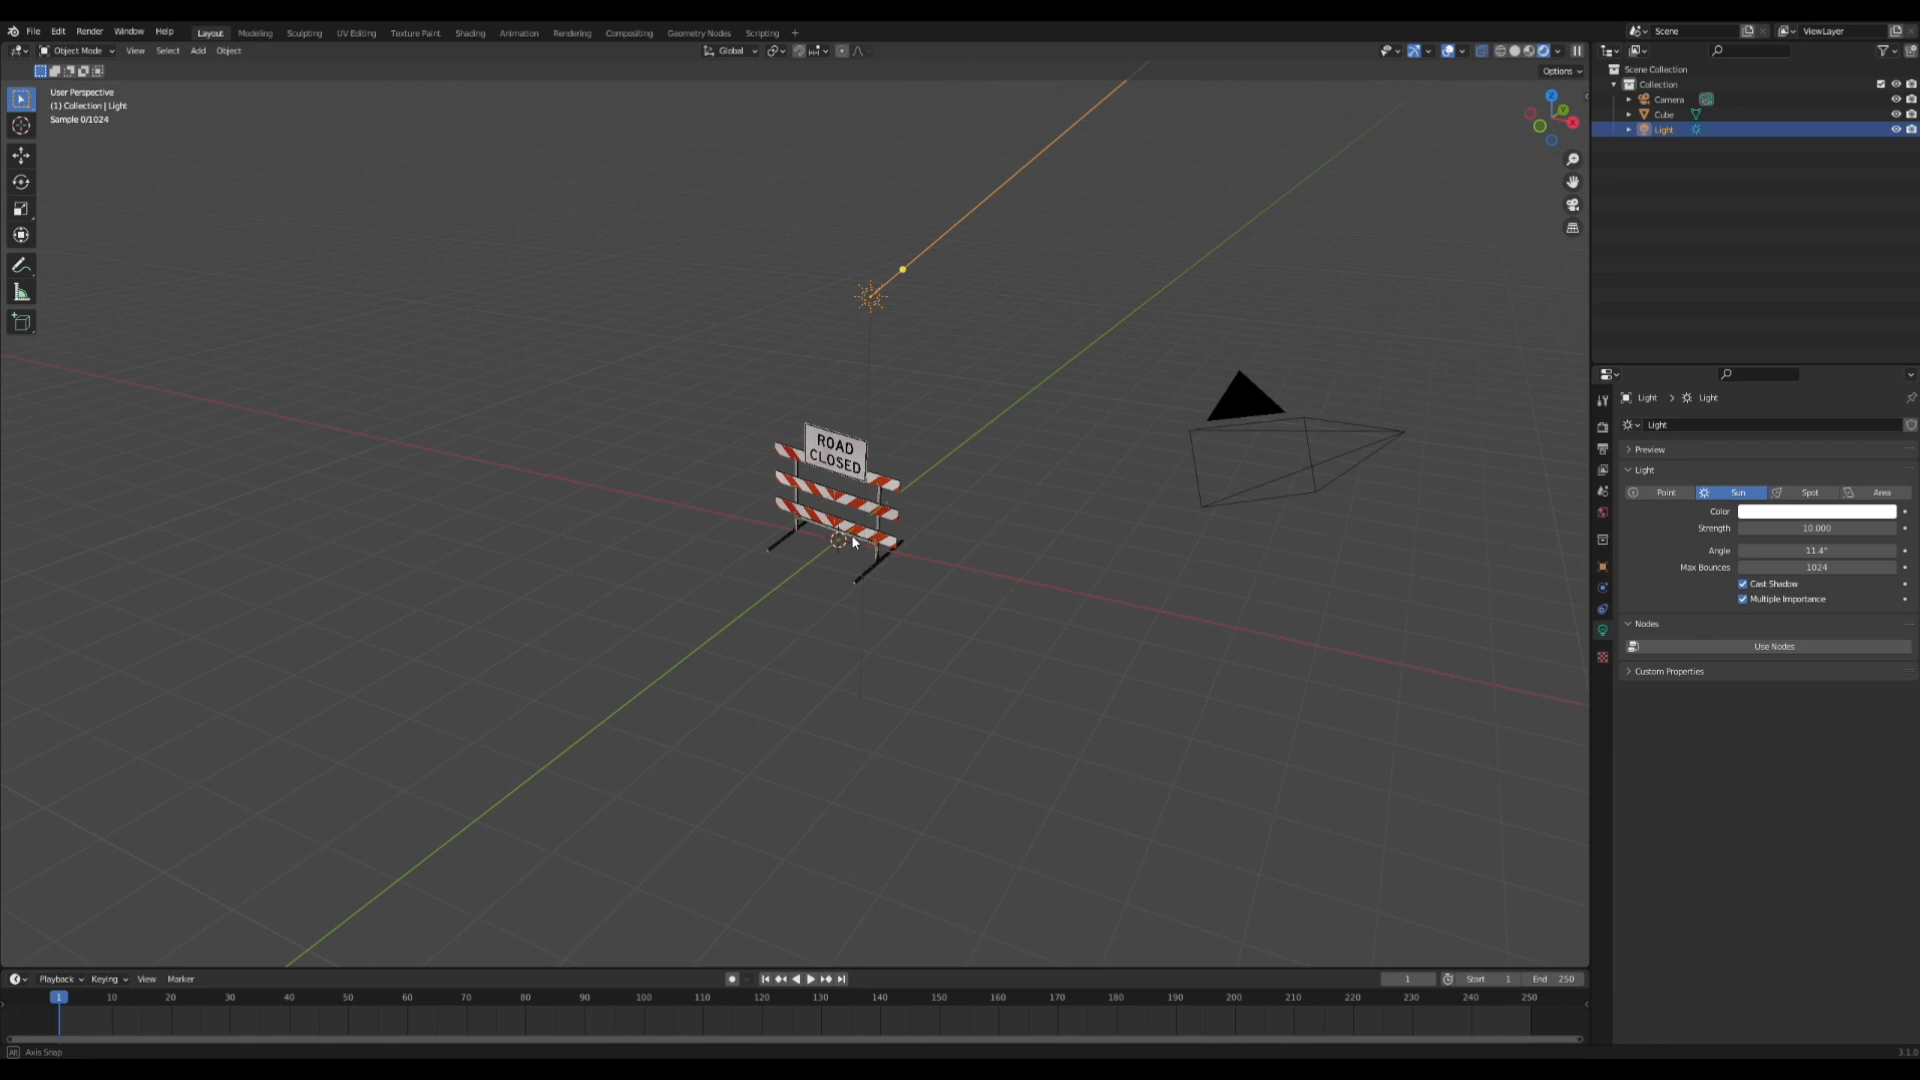 File Edit Render Window Help Layout Modeling Sculpting UV Editing Texture Paint Shading Animation Rendering Compositing Geometry Nodes Scripting + Scene ViewLayer
Object Mode View Select Add Object Global
Options
User Perspective
(1) Collection | Light
Sample 0/1024
Z
Y
X
ROAD
CLOSED
Scene Collection
Collection
Camera
Cube
Light
Light > Light
Light
Preview
Light
Point Sun Spot Area
Color
Strength 10.000
Angle 11.4°
Max Bounces 1024
Cast Shadow
Multiple Importance
Nodes
Use Nodes
Custom Properties
Playback Keying View Marker 1 Start 1 End 250
1 10 20 30 40 50 60 70 80 90 100 110 120 130 140 150 160 170 180 190 200 210 220 230 240 250
Alt Axis Snap 3.1.0